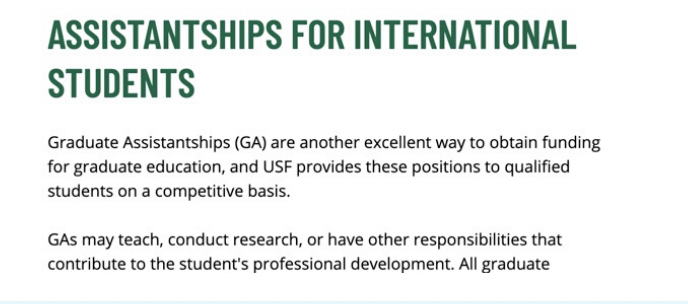 ASSISTANTSHIPS FOR INTERNATIONAL
STUDENTS
Graduate Assistantships (GA) are another excellent way to obtain funding
for graduate education, and USF provides these positions to qualified
students on a competitive basis.
GAs may teach, conduct research, or have other responsibilities that
contribute to the student's professional development. All graduate